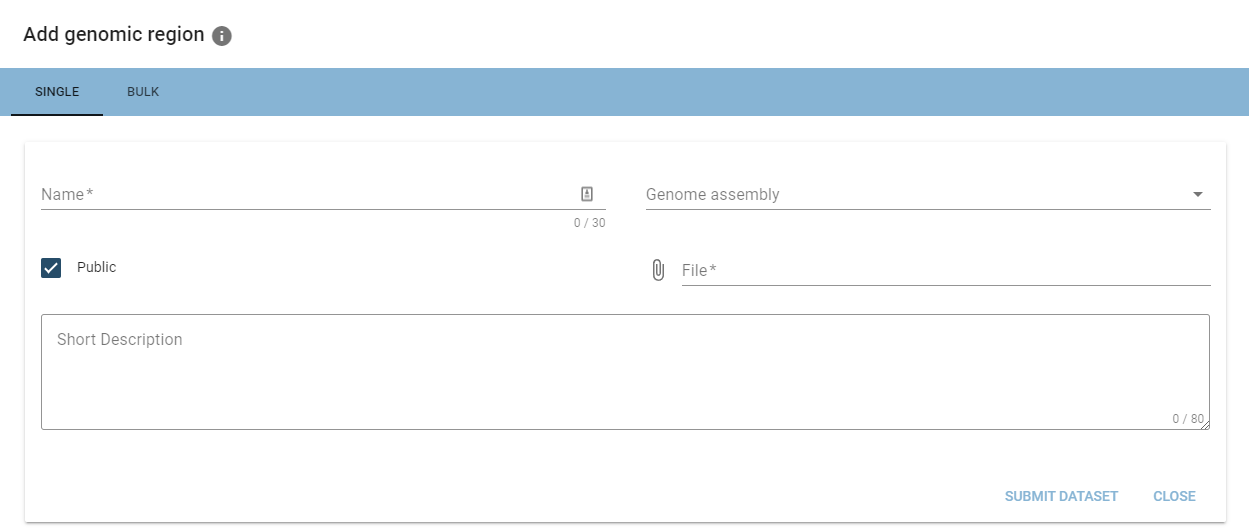 Add genomic region
SINGLE BULK
Name* Genome assembly
0 / 30
Public File*
Short Description
0 / 80
SUBMIT DATASET CLOSE